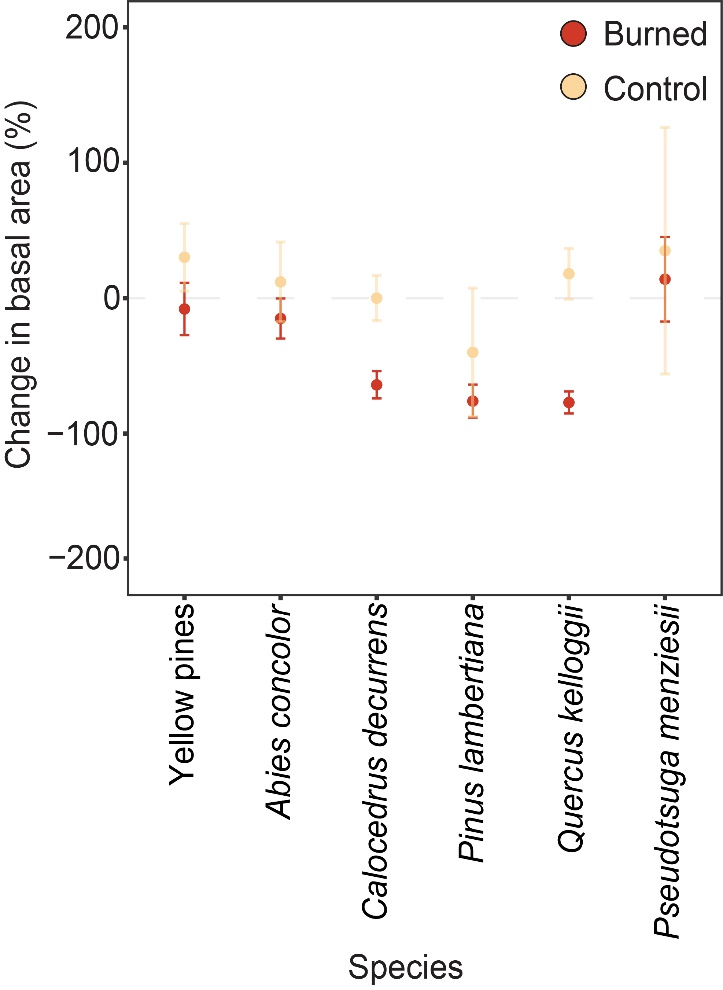 200
100
0
−100
−200
Change in basal area (%)
Burned
Control
Yellow pines
Abies concolor
Calocedrus decurrens
Pinus lambertiana
Quercus kelloggii
Pseudotsuga menziesii
Species